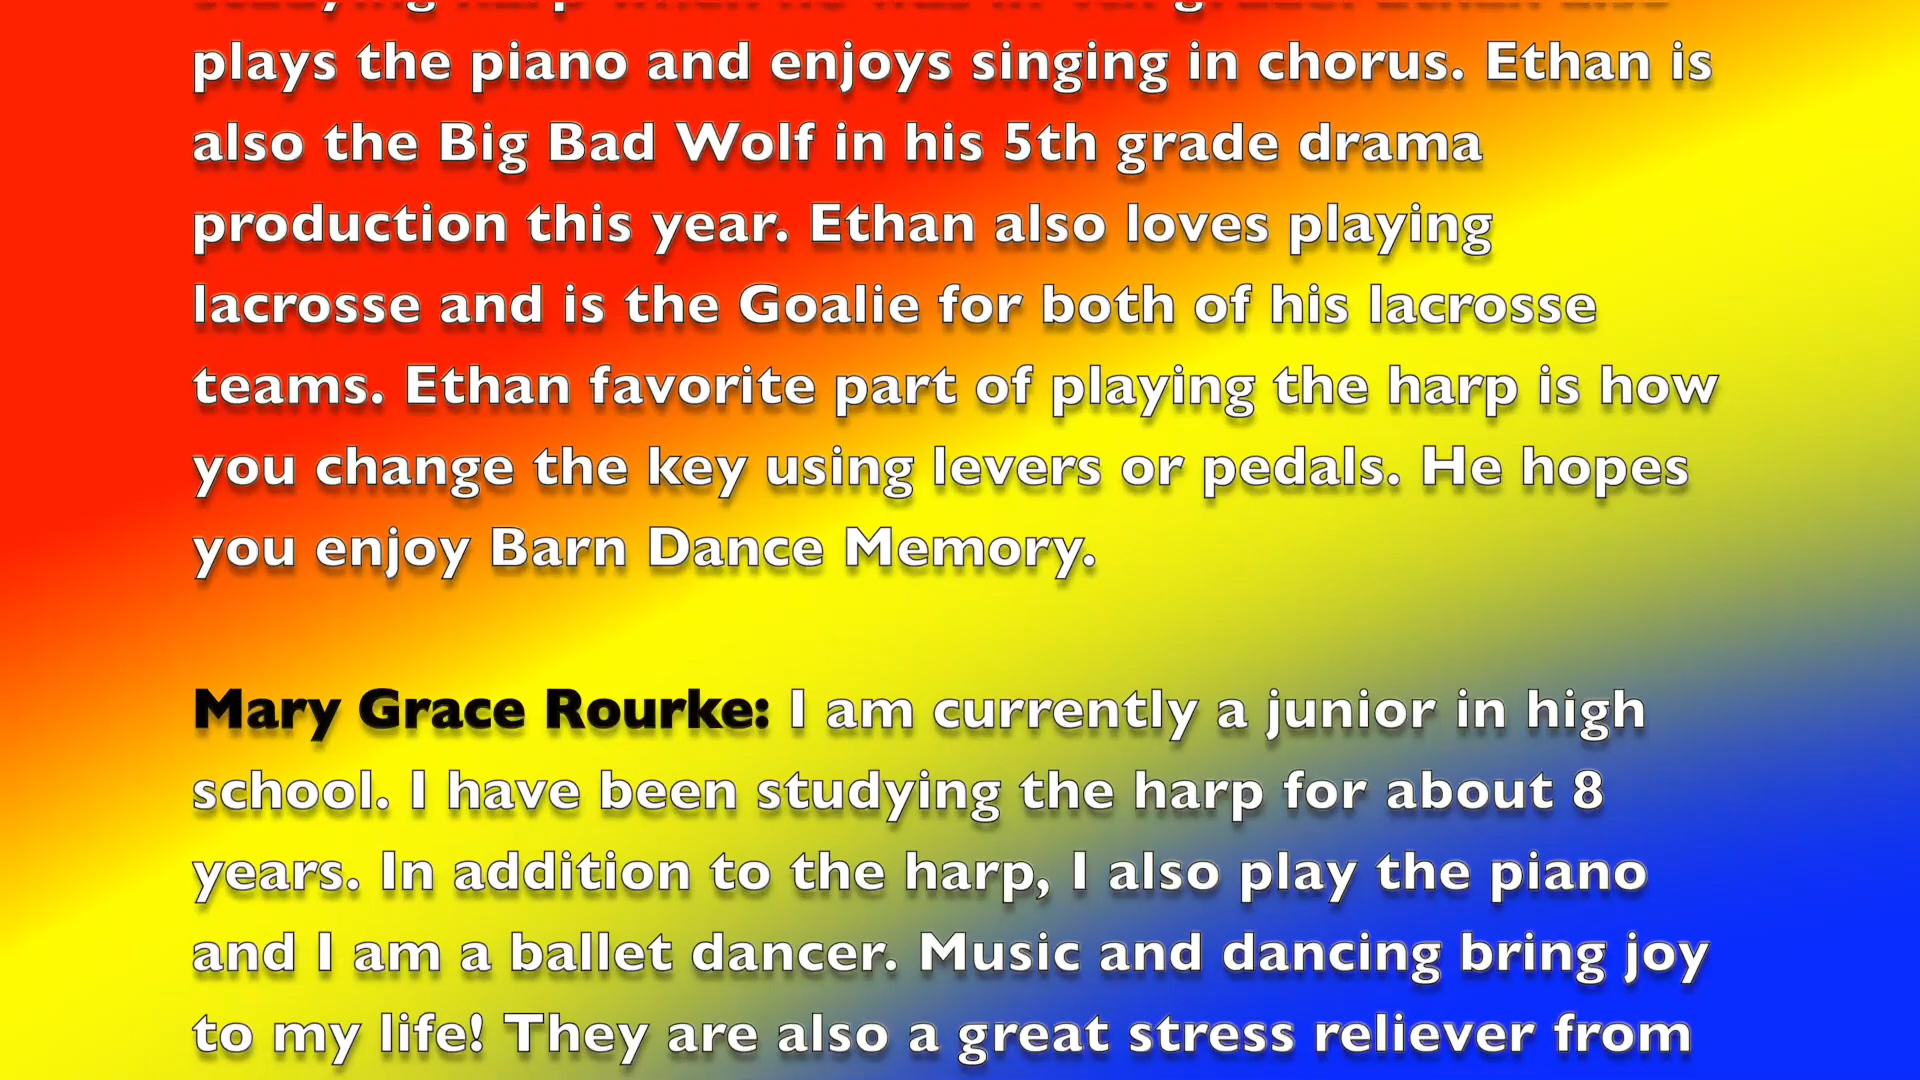 plays the piano and enjoys singing in chorus. Ethan is
also the Big Bad Wolf in his 5th grade drama
production this year. Ethan also loves playing
lacrosse and is the Goalie for both of his lacrosse
teams. Ethan favorite part of playing the harp is how
you change the key using levers or pedals. He hopes
you enjoy Barn Dance Memory.
Mary Grace Rourke: I am currently a junior in high
school. I have been studying the harp for about 8
years. In addition to the harp, I also play the piano
and I am a ballet dancer. Music and dancing bring joy
to my life! They are also a great stress reliever from